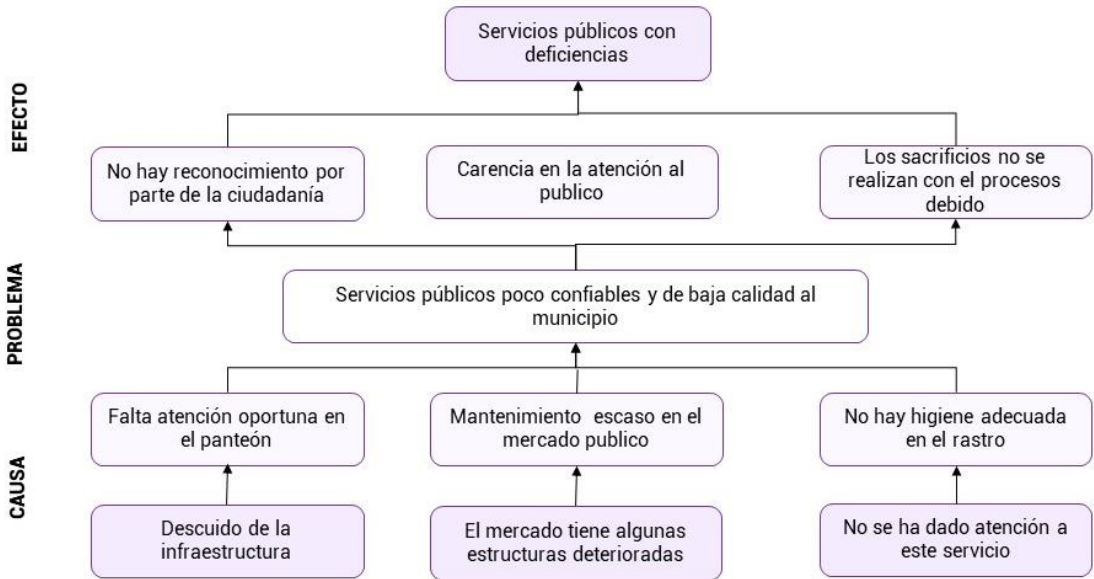 Servicios públicos con
deficiencias
EFECTO
No hay reconocimiento por
parte de la ciudadanía
Carencia en la atención al
publico
Los sacrificios no se
realizan con el procesos
debido
PROBLEMA
Servicios públicos poco confiables y de baja calidad al
municipio
CAUSA
Falta atención oportuna en
el panteón
Mantenimiento escaso en el
mercado publico
No hay higiene adecuada
en el rastro
Descuido de la
infraestructura
El mercado tiene algunas
estructuras deterioradas
No se ha dado atención a
este servicio